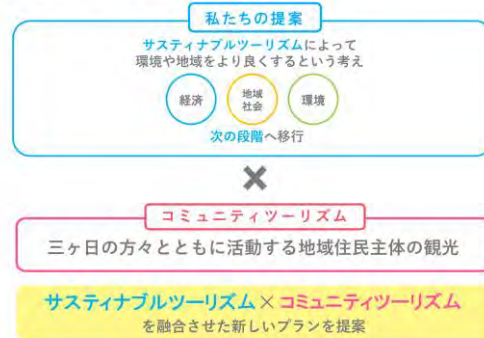 私たちの提案
サスティナブルツーリズムによって
環境や地域をより良くするという考え
経済
地域
社会
環境
次の段階へ移行
×
コミュニティツーリズム
三ヶ日の方々とともに活動する地域住民主体の観光
サスティナブルツーリズム×コミュニティツーリズム
を融合させた新しいプランを提案